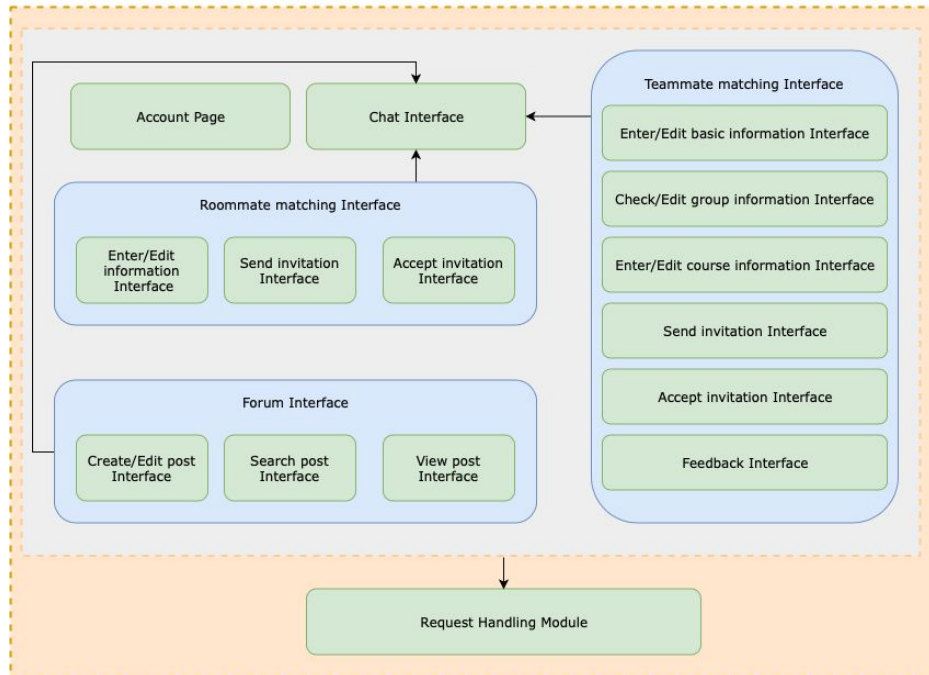 Teammate matching Interface
Account Page
Chat Interface
Enter/Edit basic information Interface
Check/Edit group information Interface
Roommate matching Interface
Enter/Edit
information
Interface
Send invitation
Interface
Accept invitation
Interface
Enter/Edit course information Interface
Send invitation Interface
Accept invitation Interface
Forum Interface
Create/Edit post
Interface
Search post
Interface
View post
Interface
Feedback Interface
Request Handling Module